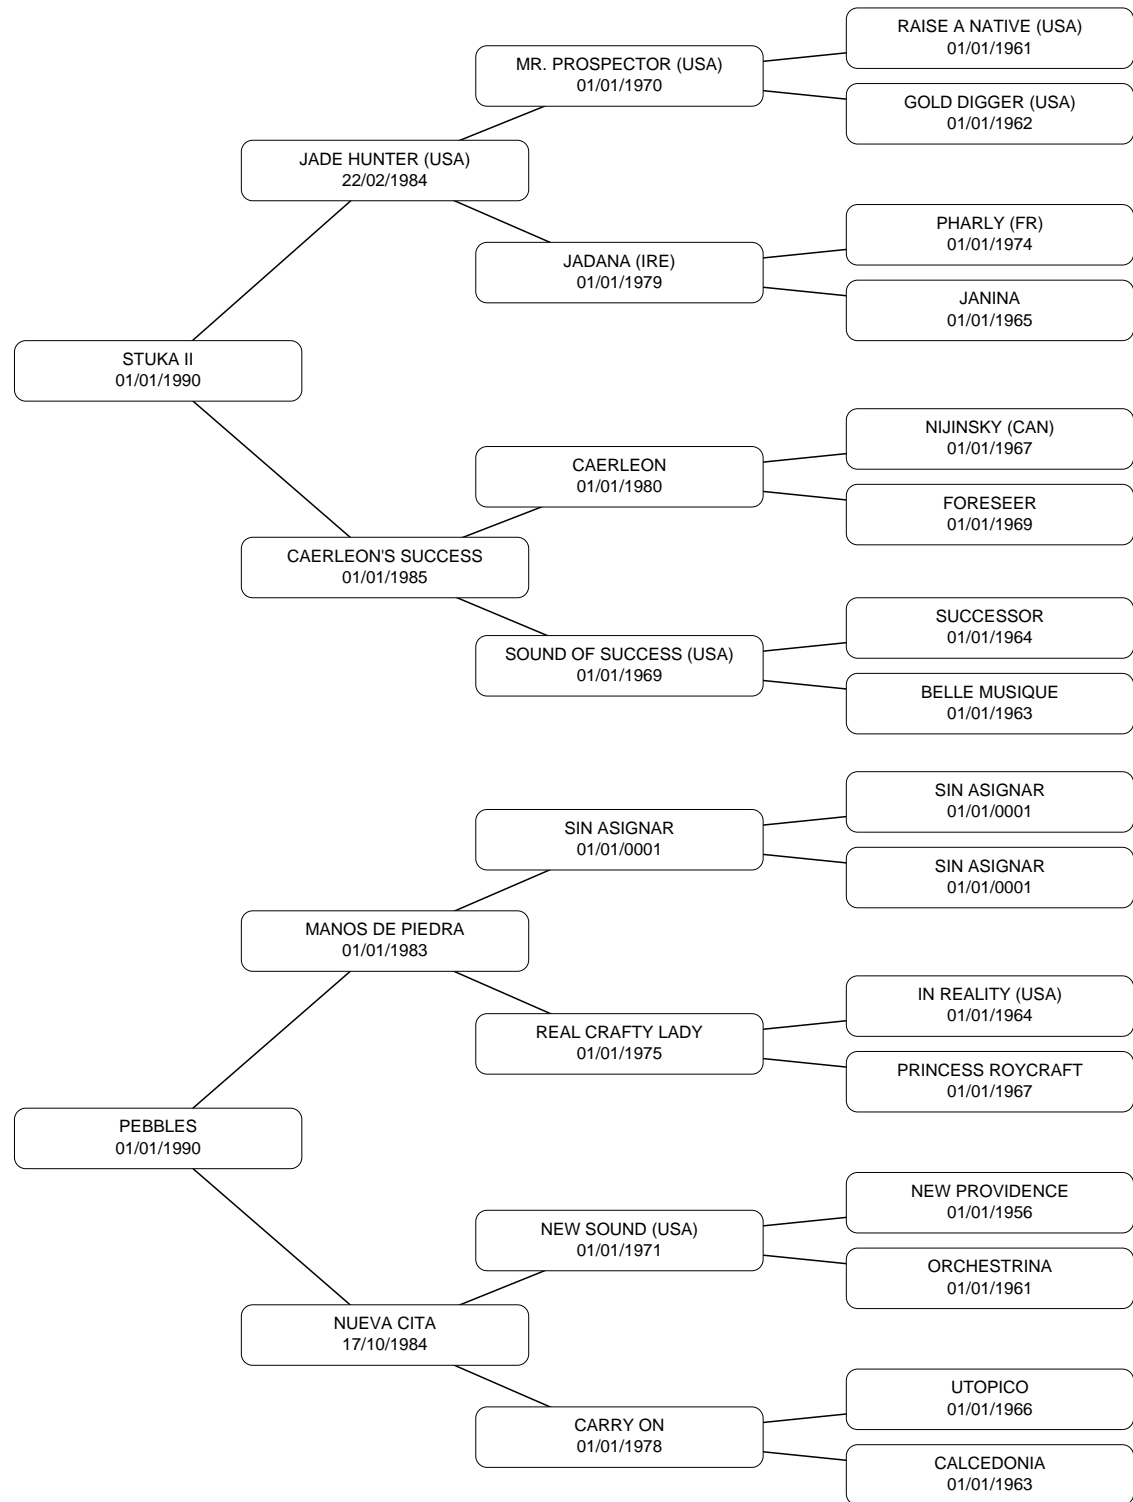 RAISE A NATIVE (USA)
01/01/1961
MR. PROSPECTOR (USA)
01/01/1970
GOLD DIGGER (USA)
01/01/1962
JADE HUNTER (USA)
22/02/1984
PHARLY (FR)
01/01/1974
JADANA (IRE)
01/01/1979
JANINA
01/01/1965
STUKA II
01/01/1990
NIJINSKY (CAN)
01/01/1967
CAERLEON
01/01/1980
FORESEER
01/01/1969
CAERLEON'S SUCCESS
01/01/1985
SUCCESSOR
01/01/1964
SOUND OF SUCCESS (USA)
01/01/1969
BELLE MUSIQUE
01/01/1963
SIN ASIGNAR
01/01/0001
SIN ASIGNAR
01/01/0001
SIN ASIGNAR
01/01/0001
MANOS DE PIEDRA
01/01/1983
IN REALITY (USA)
01/01/1964
REAL CRAFTY LADY
01/01/1975
PRINCESS ROYCRAFT
01/01/1967
PEBBLES
01/01/1990
NEW PROVIDENCE
01/01/1956
NEW SOUND (USA)
01/01/1971
ORCHESTRINA
01/01/1961
NUEVA CITA
17/10/1984
UTOPICO
01/01/1966
CARRY ON
01/01/1978
CALCEDONIA
01/01/1963